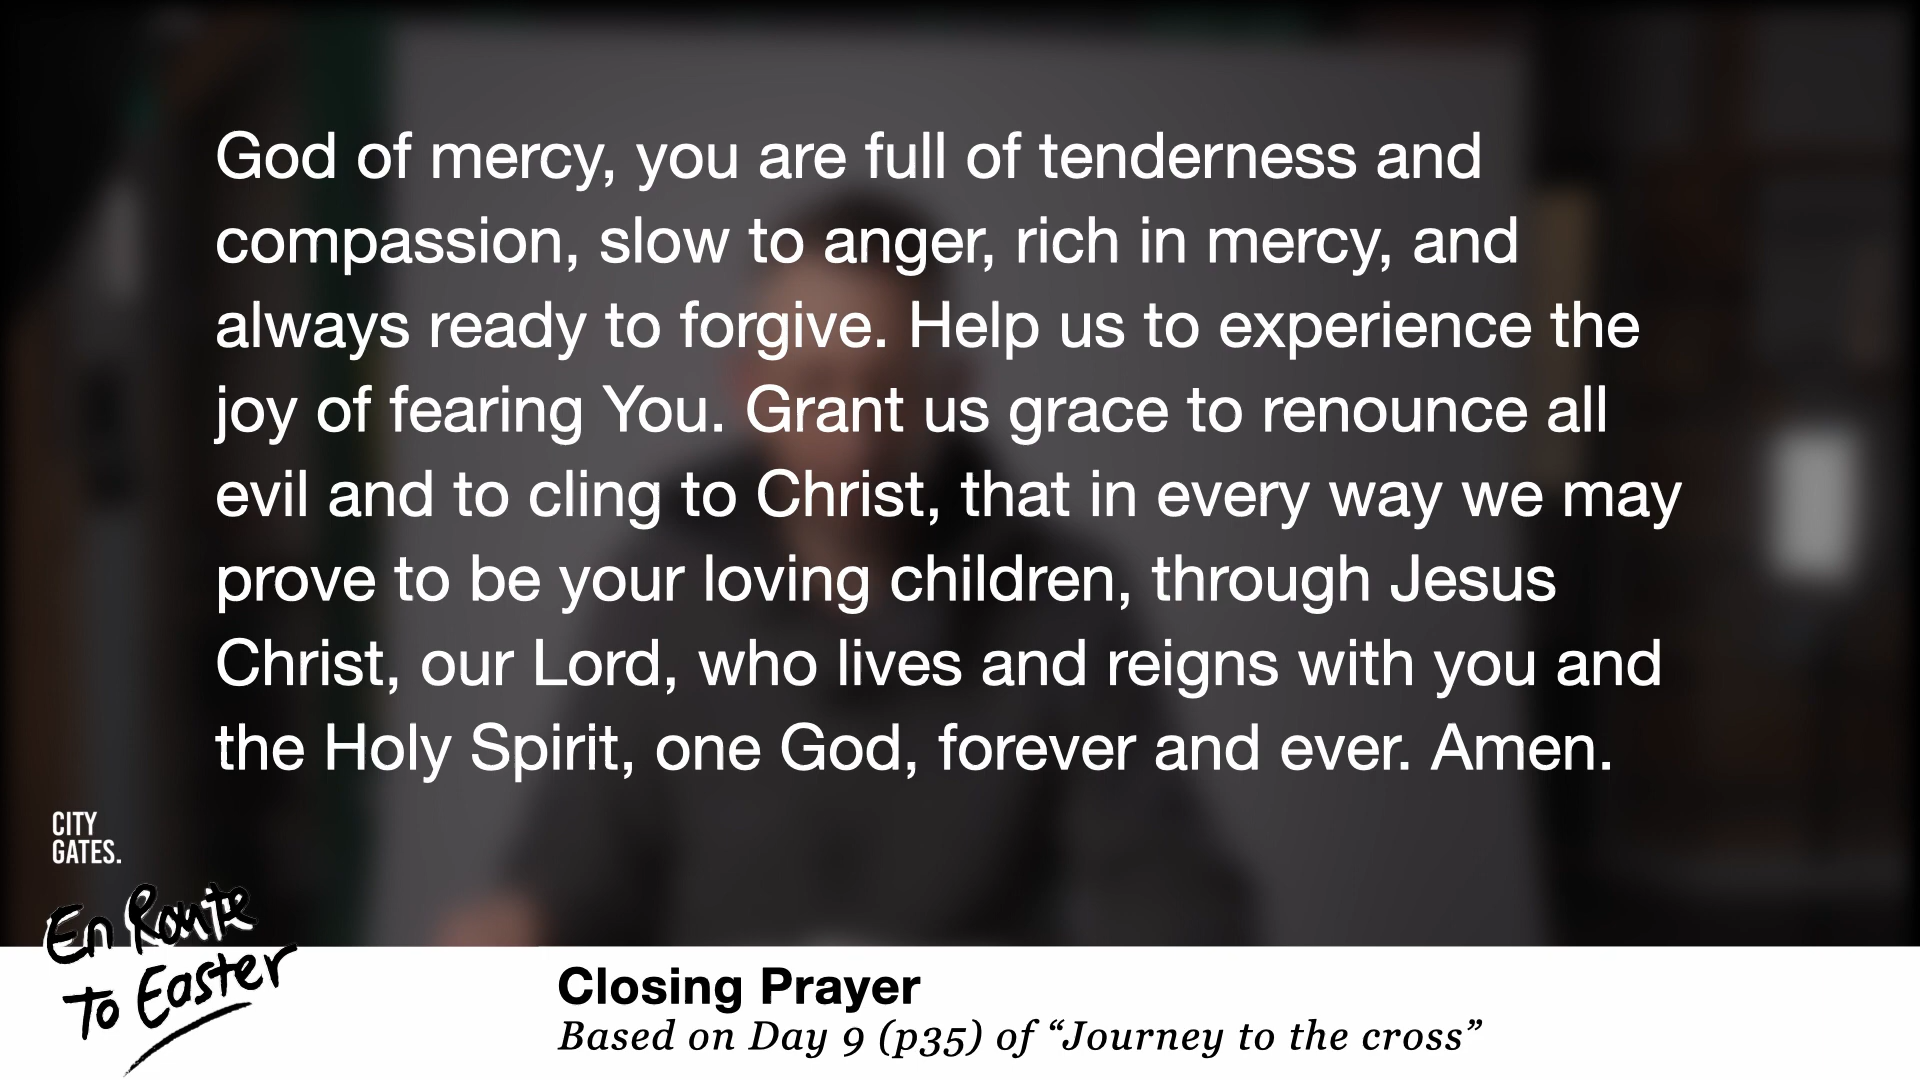 God of mercy, you are full of tenderness and
compassion, slow to anger, rich in mercy, and
always ready to forgive. Help us to experience the
joy of fearing You. Grant us grace to renounce all
evil and to cling to Christ, that in every way we may
prove to be your loving children, through Jesus
Christ, our Lord, who lives and reigns with you and
the Holy Spirit, one God, forever and ever. Amen.
CITY
GATES.
En Route
To Easter
Closing Prayer
Based on Day 9 (p35) of “Journey to the cross”